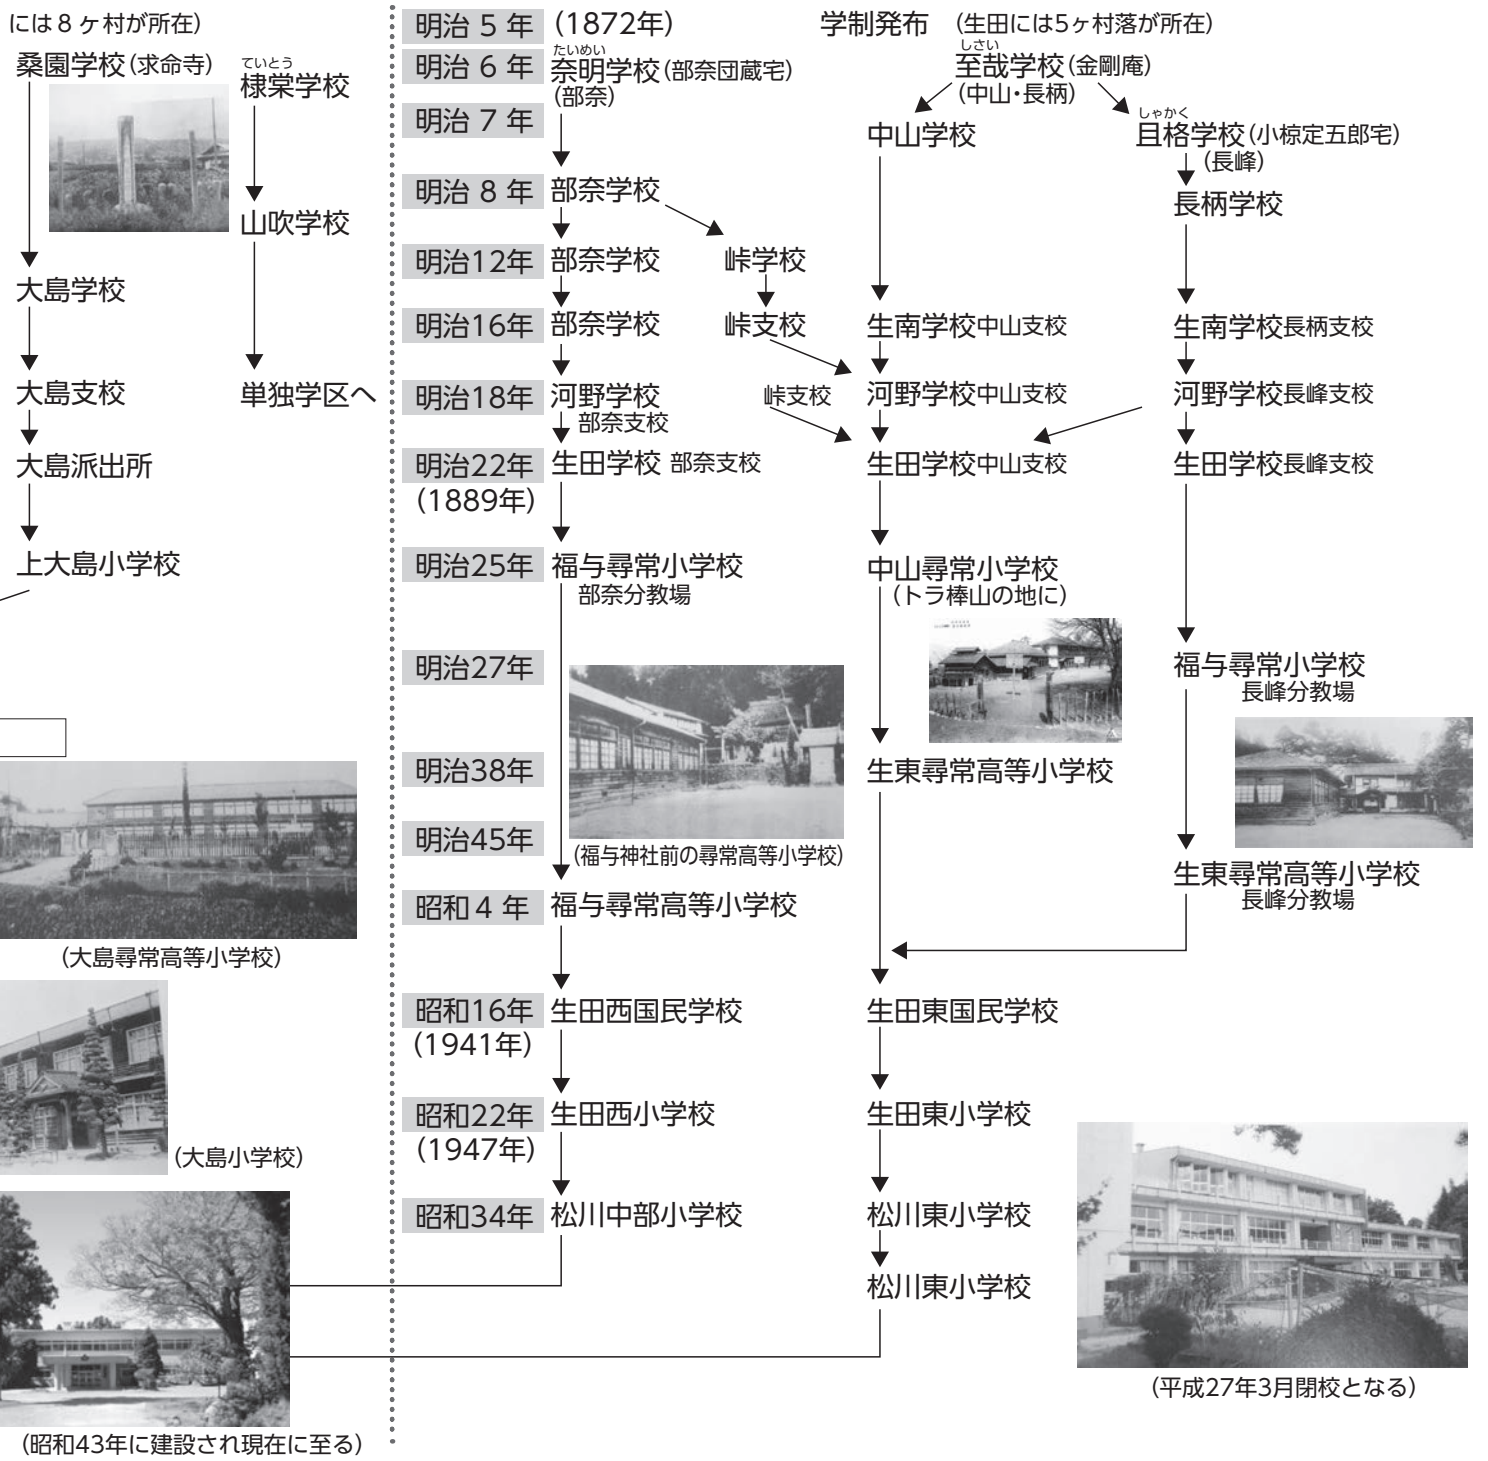 には８ヶ村が所在)
桑園学校(求命寺)
ていとう
棣棠学校
山吹学校
大島学校
大島支校
単独学区へ
大島派出所
上大島小学校
(大島尋常高等小学校)
(大島小学校)
(昭和43年に建設され現在に至る)
明治５年 (1872年) 学制発布 (生田には5ヶ村落が所在)
たいめい
明治６年 奈明学校(部奈団蔵宅)
(部奈)
しさい
至哉学校(金剛庵)
(中山・長柄)
明治７年
中山学校
しゃかく
且格学校(小椋定五郎宅)
(長峰)
明治８年 部奈学校
長柄学校
明治12年 部奈学校 峠学校
明治16年 部奈学校 峠支校 生南学校中山支校 生南学校長柄支校
明治18年 河野学校 峠支校 河野学校中山支校 河野学校長峰支校
部奈支校
明治22年 生田学校 部奈支校 生田学校中山支校 生田学校長峰支校
(1889年)
明治25年 福与尋常小学校 中山尋常小学校
部奈分教場 (トラ棒山の地に)
明治27年 福与尋常小学校
長峰分教場
明治38年 生東尋常高等小学校
明治45年
(福与神社前の尋常高等小学校)
生東尋常高等小学校
長峰分教場
昭和４年 福与尋常高等小学校
昭和16年 生田西国民学校 生田東国民学校
(1941年)
昭和22年 生田西小学校 生田東小学校
(1947年)
昭和34年 松川中部小学校 松川東小学校
松川東小学校
(平成27年3月閉校となる)